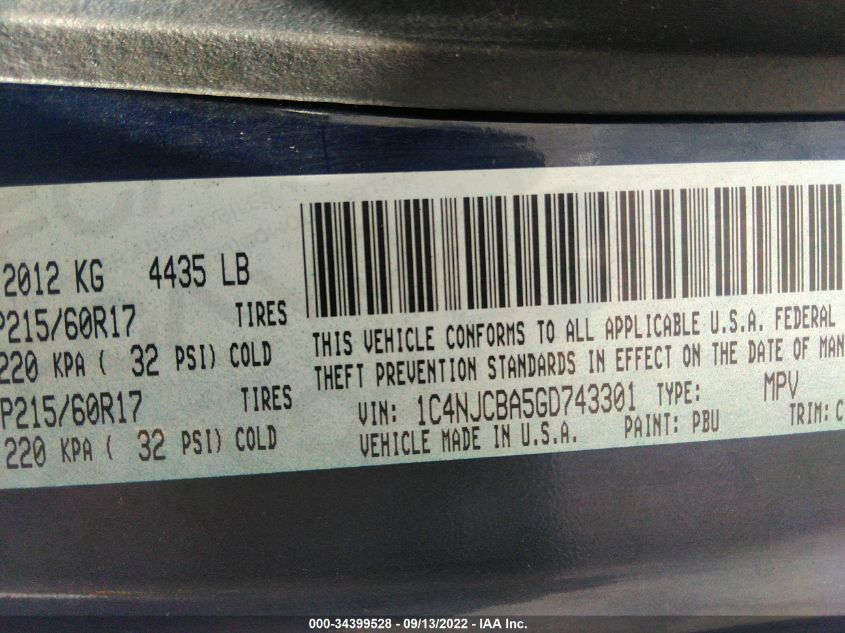 2012 KG 4435 LB
P215/60R17 TIRES
220 KPA ( 32 PSI) COLD
P215/60R17 TIRES
220 KPA ( 32 PSI) COLD
THIS VEHICLE CONFORMS TO ALL APPLICABLE U.S.A. FEDERAL
THEFT PREVENTION STANDARDS IN EFFECT ON THE DATE OF MAN
VIN: 1C4NJCBA5GD743301 TYPE: MPV
VEHICLE MADE IN U.S.A. PAINT: PBU TRIM: C
000-34399528 - 09/13/2022 - IAA Inc.